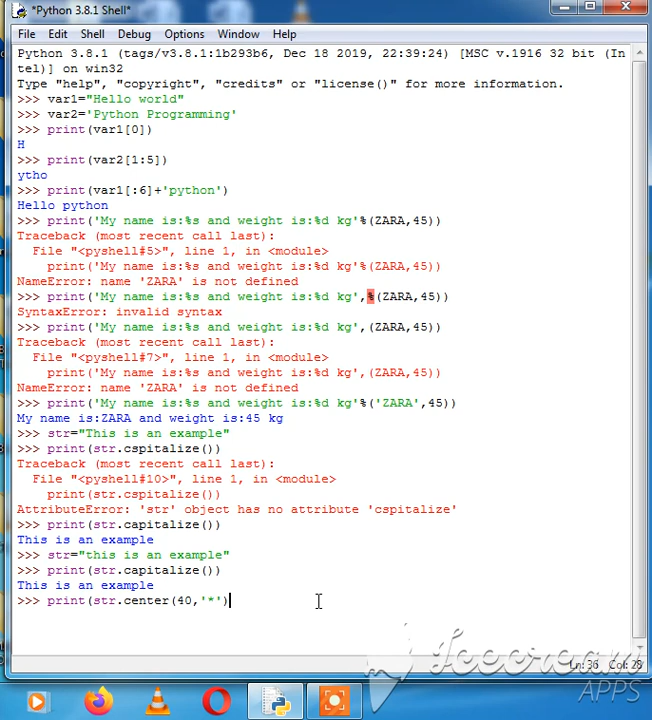 *Python 3.8.1 Shell*
File Edit Shell Debug Options Window Help
Python 3.8.1 (tags/v3.8.1:1b293b6, Dec 18 2019, 22:39:24) [MSC v.1916 32 bit (In
tel)] on win32
Type "help", "copyright", "credits" or "license()" for more information.
>>> var1="Hello world"
>>> var2='Python Programming'
>>> print(var1[0])
H
>>> print(var2[1:5])
ytho
>>> print(var1[:6]+'python')
Hello python
>>> print('My name is:%s and weight is:%d kg'%(ZARA,45))
Traceback (most recent call last):
  File "<pyshell#5>", line 1, in <module>
    print('My name is:%s and weight is:%d kg'%(ZARA,45))
NameError: name 'ZARA' is not defined
>>> print('My name is:%s and weight is:%d kg',%(ZARA,45))
SyntaxError: invalid syntax
>>> print('My name is:%s and weight is:%d kg',(ZARA,45))
Traceback (most recent call last):
  File "<pyshell#7>", line 1, in <module>
    print('My name is:%s and weight is:%d kg',(ZARA,45))
NameError: name 'ZARA' is not defined
>>> print('My name is:%s and weight is:%d kg'%('ZARA',45))
My name is:ZARA and weight is:45 kg
>>> str="This is an example"
>>> print(str.cspitalize())
Traceback (most recent call last):
  File "<pyshell#10>", line 1, in <module>
    print(str.cspitalize())
AttributeError: 'str' object has no attribute 'cspitalize'
>>> print(str.capitalize())
This is an example
>>> str="this is an example"
>>> print(str.capitalize())
This is an example
>>> print(str.center(40,'*')
Icecream
APPS
Ln: 36 Col: 28